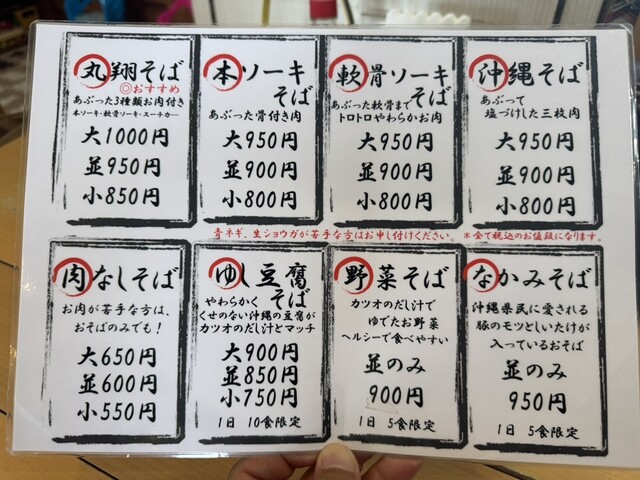 丸翔そば
◎おすすめ
あぶった3種類お肉付き
本ソーキ・軟骨ソーキ・スーチカー
大1000円
並950円
小850円
本ソーキ
そば
あぶった骨付き肉
大950円
並900円
小800円
軟骨ソーキ
そば
あぶった軟骨まで
トロトロやわらかお肉
大950円
並900円
小800円
沖縄そば
あぶって
塩づけした三枚肉
大950円
並900円
小800円
青ネギ、生ショウガが苦手な方はお申し付けください。
*全て税込のお値段になります。
肉なしそば
お肉が苦手な方は、
おそばのみでも!
大650円
並600円
小550円
ゆし豆腐
そば
やわらかく
くせのない沖縄の豆腐が
カツオのだし汁とマッチ
大900円
並850円
小750円
1日 10食限定
野菜そば
カツオのだし汁で
ゆでたお野菜
ヘルシーで食べやすい
並のみ
900円
1日 5食限定
なかみそば
沖縄県民に愛される
豚のモツとしいたけが
入っているおそば
並のみ
950円
1日 5食限定